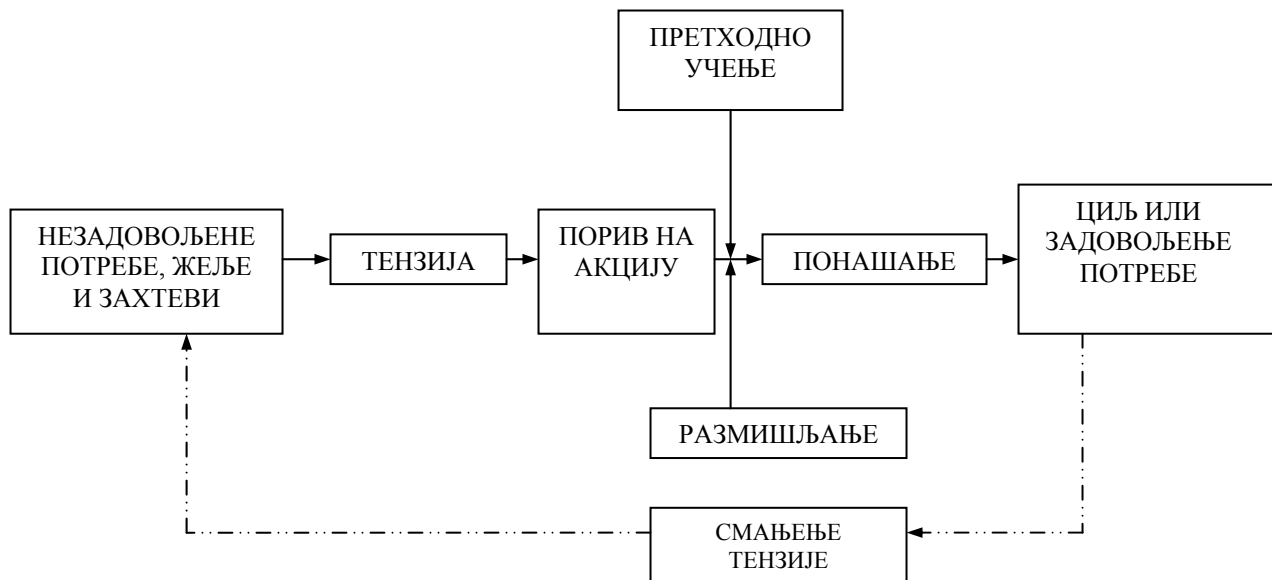 ПРЕТХОДНО
УЧЕЊЕ
НЕЗАДОВОЉЕНЕ
ПОТРЕБЕ, ЖЕЉЕ
И ЗАХТЕВИ
ТЕНЗИЈА
ПОРИВ НА
АКЦИЈУ
ПОНАШАЊЕ
ЦИЉ ИЛИ
ЗАДОВОЉЕЊЕ
ПОТРЕБЕ
РАЗМИШЉАЊЕ
СМАЊЕЊЕ
ТЕНЗИЈЕ